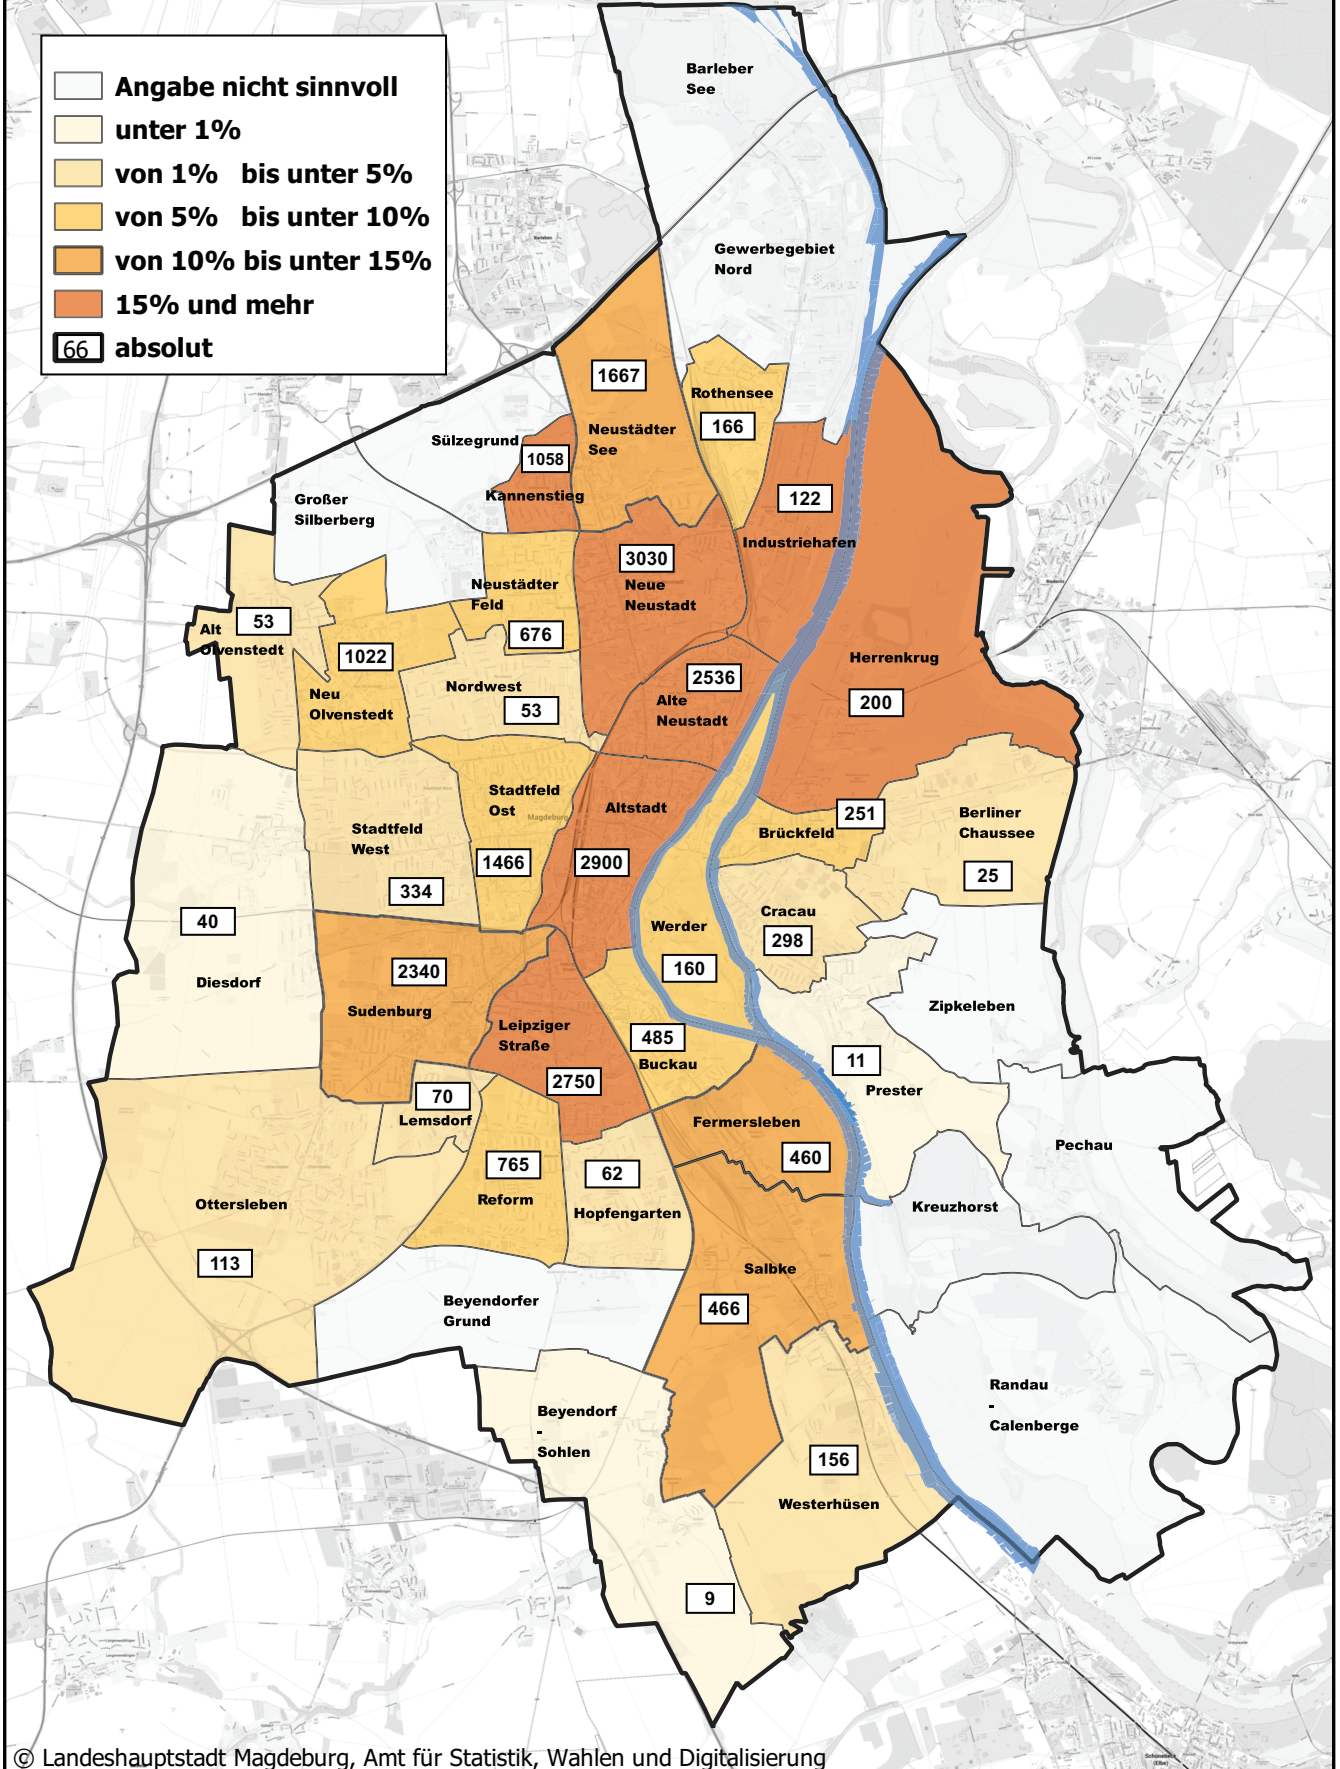 Angabe nicht sinnvoll
unter 1%
von 1% bis unter 5%
von 5% bis unter 10%
von 10% bis unter 15%
15% und mehr
66 absolut
Barleber
See
Gewerbegebiet
Nord
1667
Neustädter
See
Rothensee
166
Sülzegrund
1058
Kannenstieg
Großer
Silberberg
122
Industriehafen
3030
Neue
Neustadt
Neustädter
Feld
676
53
Alt
Olvenstedt
1022
Neu
Olvenstedt
Nordwest
53
2536
Alte
Neustadt
Herrenkrug
200
Stadtfeld
Ost
Magdeburg
1466
Altstadt
2900
Stadtfeld
West
334
251
Brückfeld
Berliner
Chaussee
25
40
Diesdorf
Cracau
298
Werder
160
2340
Sudenburg
Leipziger
Straße
2750
485
Buckau
Zipkeleben
11
Prester
70
Lemsdorf
Fermersleben
460
Pechau
765
Reform
62
Hopfengarten
Ottersleben
113
Kreuzhorst
Salbke
466
Beyendorfer
Grund
Randau
-
Calenberge
Beyendorf
-
Sohlen
156
Westerhüsen
9
© Landeshauptstadt Magdeburg, Amt für Statistik, Wahlen und Digitalisierung
Schönebeck
(Elbe)